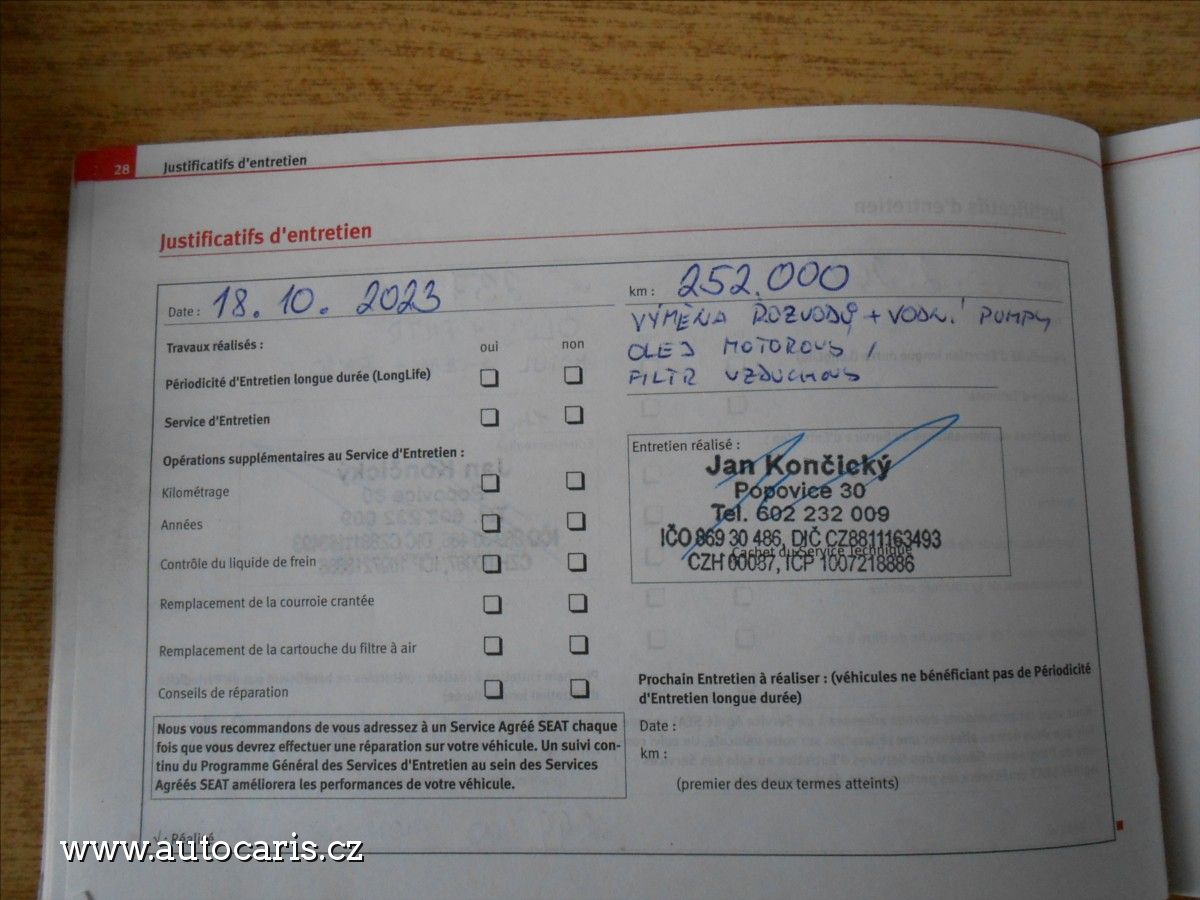 28 Justificatifs d'entretien
Justificatifs d'entretien
Date : 18. 10. 2023
km : 252.000
VÝMĚNA ROZVODŮ + VODNÍ PUMPY
OLEJ MOTOROVÝ,
FILTR VZDUCHOVÝ
Travaux réalisés :
oui non
Périodicité d'Entretien longue durée (LongLife)
Service d'Entretien
Opérations supplémentaires au Service d'Entretien :
Kilométrage
Années
Contrôle du liquide de frein
Remplacement de la courroie crantée
Remplacement de la cartouche du filtre à air
Conseils de réparation
Nous vous recommandons de vous adressez à un Service Agréé SEAT chaque
fois que vous devrez effectuer une réparation sur votre véhicule. Un suivi con-
tinu du Programme Général des Services d'Entretien au sein des Services
Agréés SEAT améliorera les performances de votre véhicule.
√ : Réalisé
Entretien réalisé :
Jan Končický
Popovice 30
Tel. 602 232 009
IČO 869 30 486, DIČ CZ8811163493
Cachet du Service Technique
CZH 00087, ICP 1007218886
Prochain Entretien à réaliser : (véhicules ne bénéficiant pas de Périodicité
d'Entretien longue durée)
Date :
km :
(premier des deux termes atteints)
www.autocaris.cz